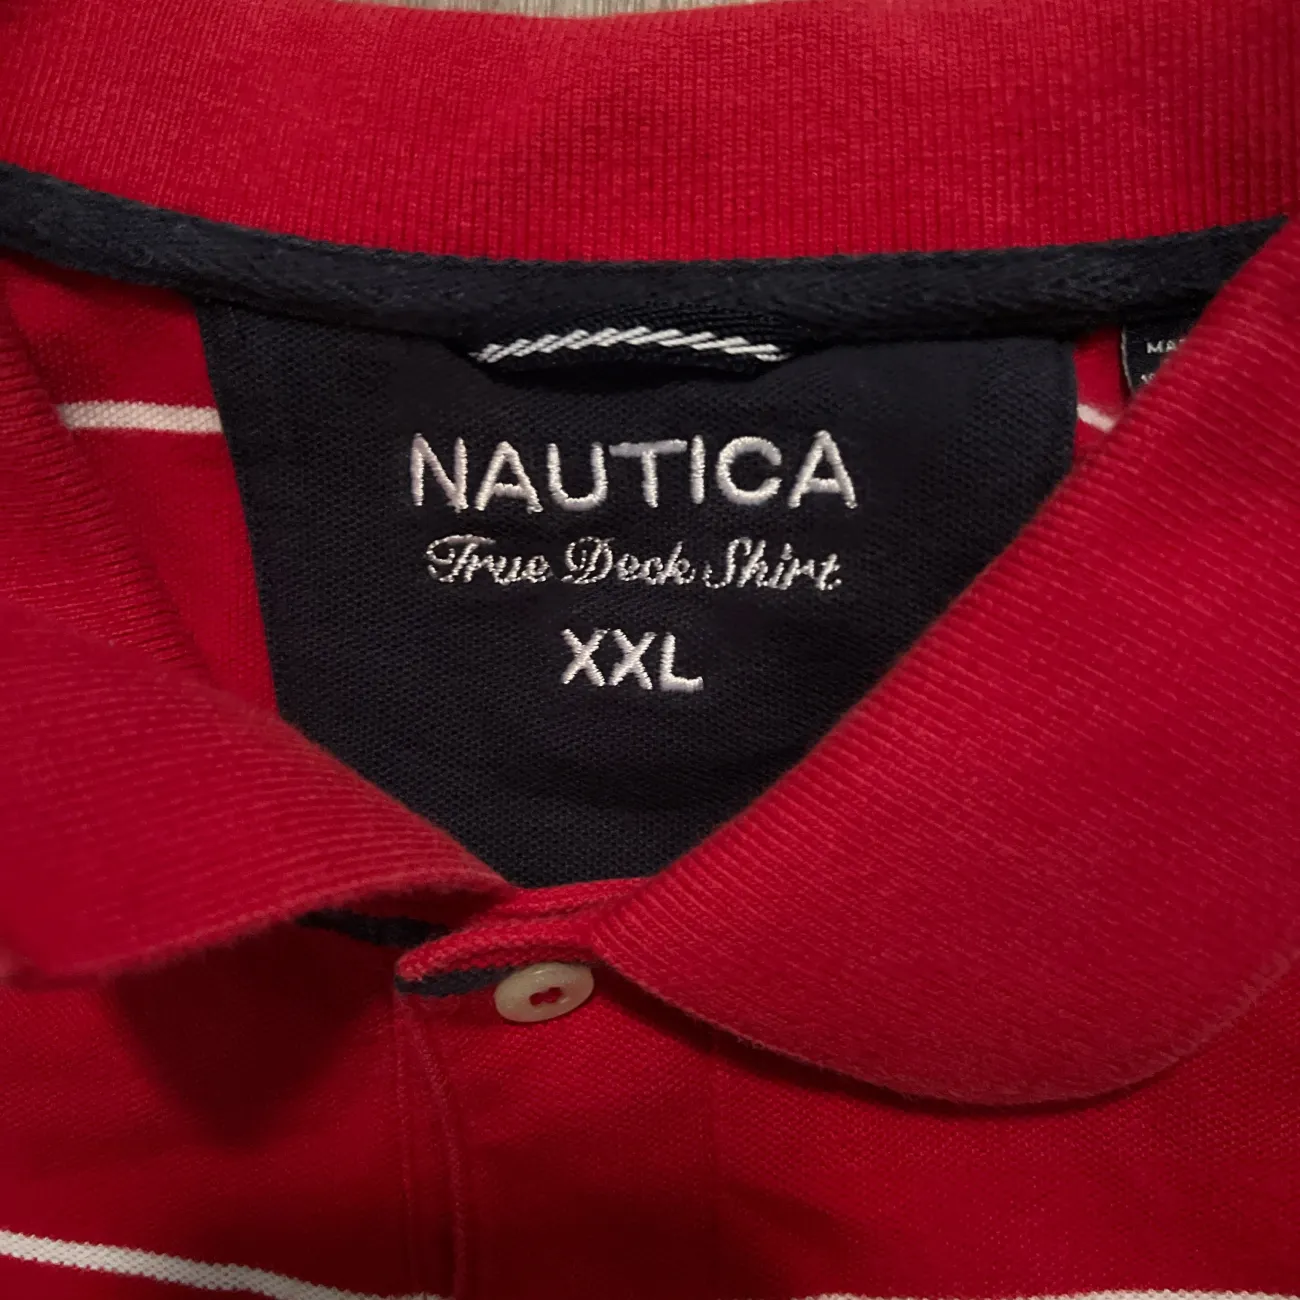 NAUTICA
True Deck Shirt
XXL